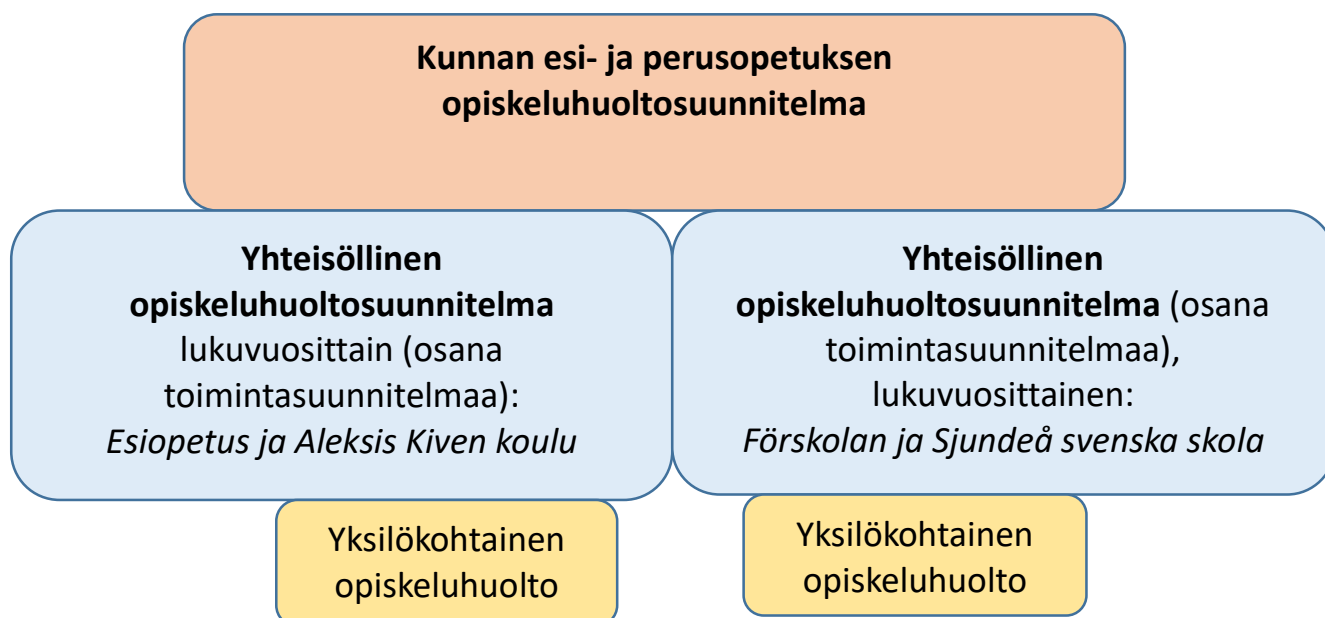 Kunnan esi- ja perusopetuksen
opiskeluhuoltosuunnitelma
Yhteisöllinen
opiskeluhuoltosuunnitelma
lukuvuosittain (osana
toimintasuunnitelmaa):
Esiopetus ja Aleksis Kiven koulu
Yhteisöllinen
opiskeluhuoltosuunnitelma (osana
toimintasuunnitelmaa),
lukuvuosittainen:
Förskolan ja Sjundeå svenska skola
Yksilökohtainen
opiskeluhuolto
Yksilökohtainen
opiskeluhuolto